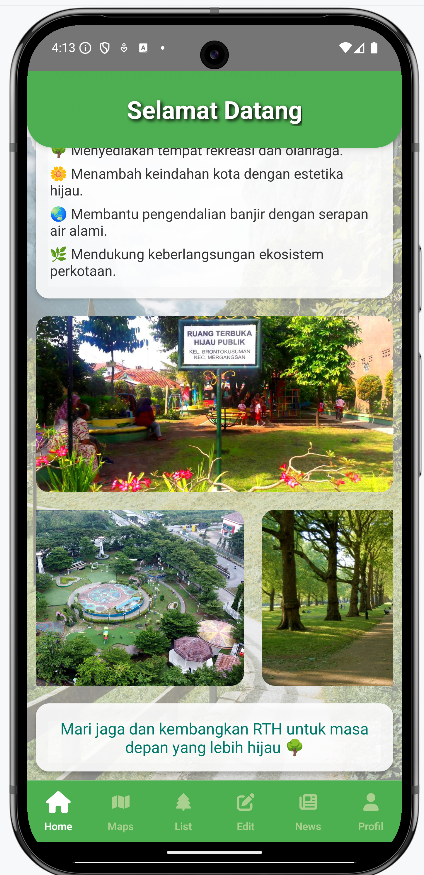 4:13
Selamat Datang
🌳 Menyediakan tempat rekreasi dan olahraga.
🌼 Menambah keindahan kota dengan estetika
hijau.
🌏 Membantu pengendalian banjir dengan serapan
air alami.
🌿 Mendukung keberlangsungan ekosistem
perkotaan.
RUANG TERBUKA
HIJAU PUBLIK
KEL. BRONTOKUSUMAN
KEC. MERGANGSAN
Mari jaga dan kembangkan RTH untuk masa
depan yang lebih hijau 🌳
Home Maps List Edit News Profil